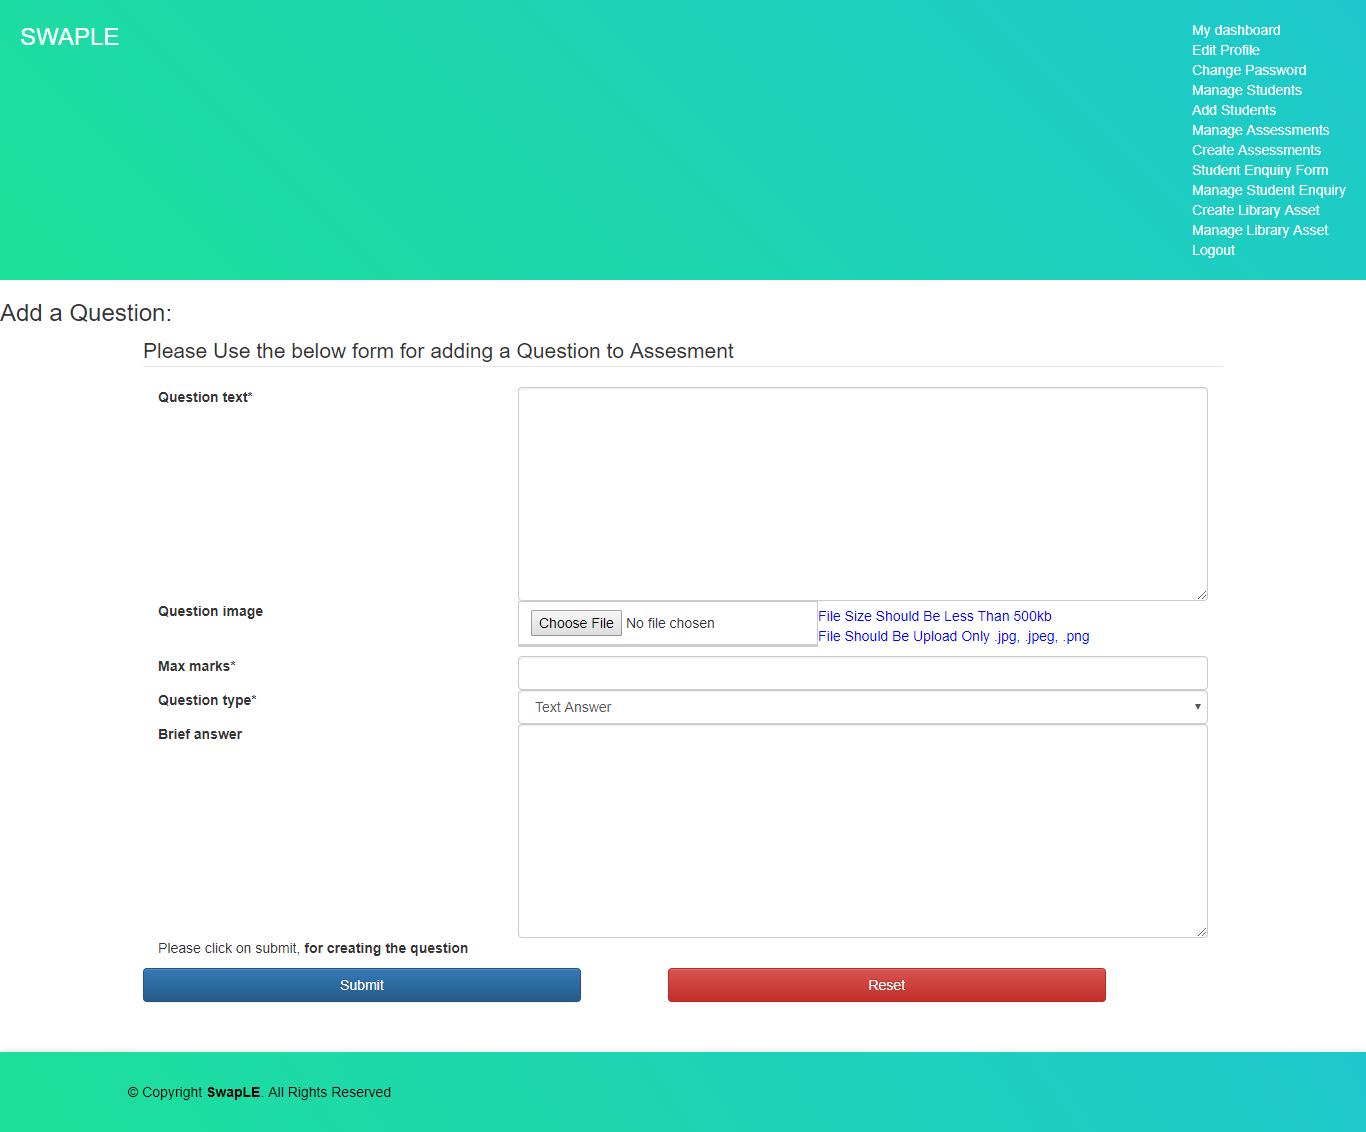 SWAPLE
My dashboard
Edit Profile
Change Password
Manage Students
Add Students
Manage Assessments
Create Assessments
Student Enquiry Form
Manage Student Enquiry
Create Library Asset
Manage Library Asset
Logout
Add a Question:
Please Use the below form for adding a Question to Assesment
Question text*
Question image
Choose File No file chosen
File Size Should Be Less Than 500kb
File Should Be Upload Only .jpg, .jpeg, .png
Max marks*
Question type*
Text Answer
Brief answer
Please click on submit, for creating the question
Submit
Reset
© Copyright SwapLE. All Rights Reserved